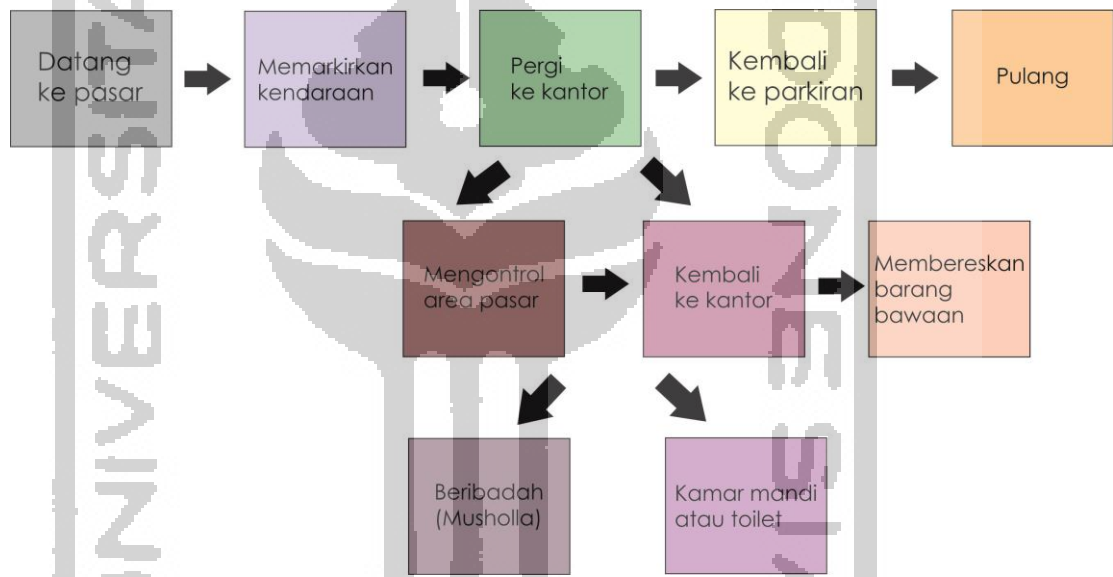 Datang
ke pasar
Memarkirkan
kendaraan
Pergi
ke kantor
Kembali
ke parkiran
Pulang
Mengontrol
area pasar
Kembali
ke kantor
Membereskan
barang
bawaan
Beribadah
(Musholla)
Kamar mandi
atau toilet